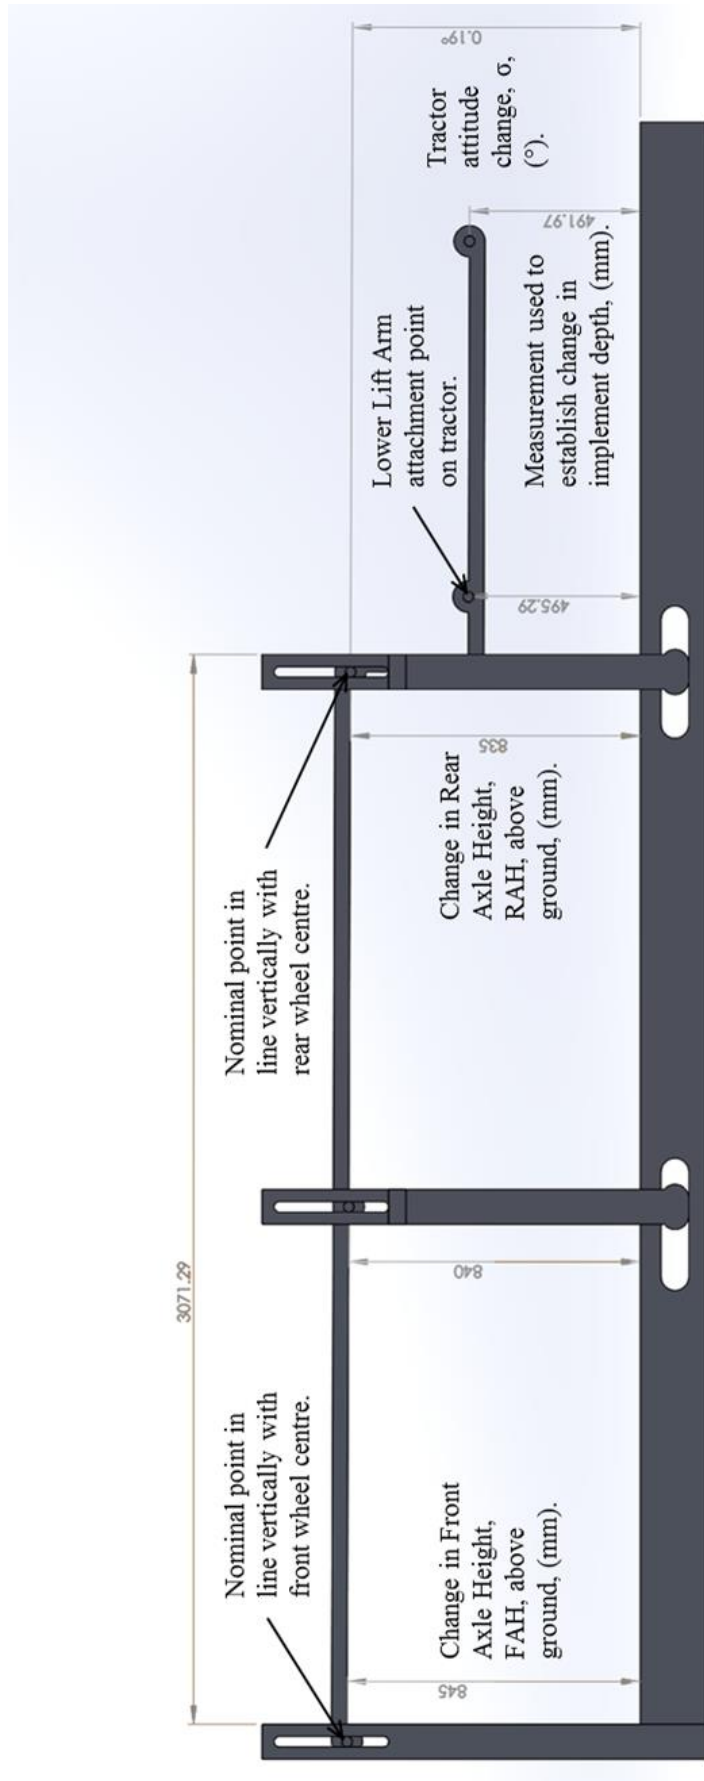 3071.29
Nominal point in
line vertically with
front wheel centre.
Nominal point in
line vertically with
rear wheel centre.
Lower Lift Arm
attachment point
on tractor.
Tractor
attitude
change, σ,
(°).
0.19°
845
Change in Front
Axle Height,
FAH, above
ground, (mm).
840
835
Change in Rear
Axle Height,
RAH, above
ground, (mm).
495.29
Measurement used to
establish change in
implement depth, (mm).
491.97